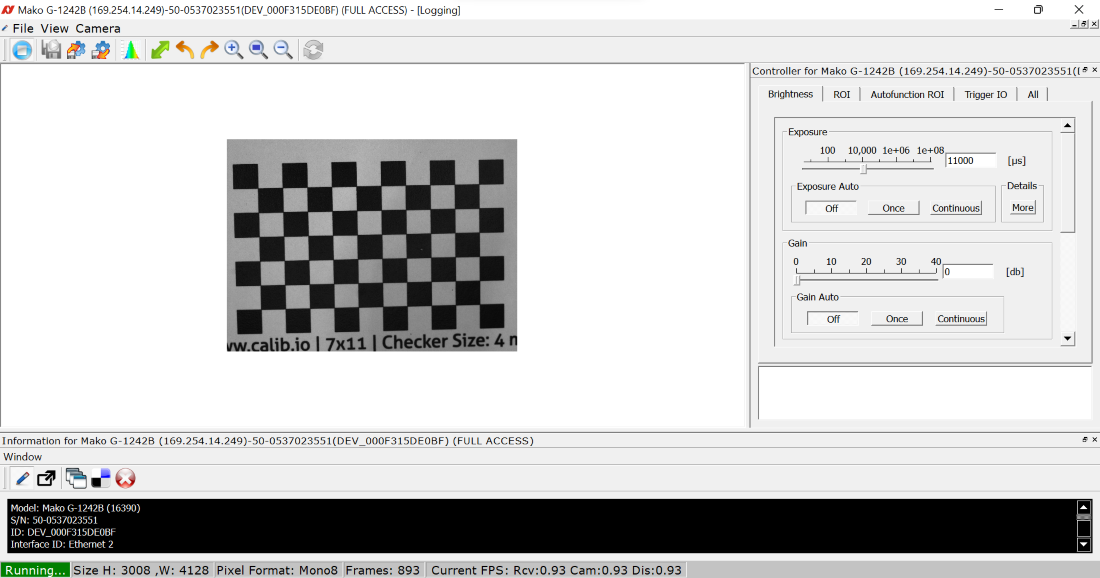 Mako G-1242B (169.254.14.249)-50-0537023551(DEV_000F315DE0BF) (FULL ACCESS) - [Logging]
File View Camera
Controller for Mako G-1242B (169.254.14.249)-50-0537023551([
Brightness ROI Autofunction ROI Trigger IO All
Exposure
100 10,000 1e+06 1e+08
11000 [µs]
Exposure Auto
Off Once Continuous
Details
More
Gain
0 10 20 30 40
0 [db]
Gain Auto
Off Once Continuous
ww.calib.io | 7x11 | Checker Size: 4 m
Information for Mako G-1242B (169.254.14.249)-50-0537023551(DEV_000F315DE0BF) (FULL ACCESS)
Window
Model: Mako G-1242B (16390)
S/N: 50-0537023551
ID: DEV_000F315DE0BF
Interface ID: Ethernet 2
Running... Size H: 3008 ,W: 4128 Pixel Format: Mono8 Frames: 893 Current FPS: Rcv:0.93 Cam:0.93 Dis:0.93